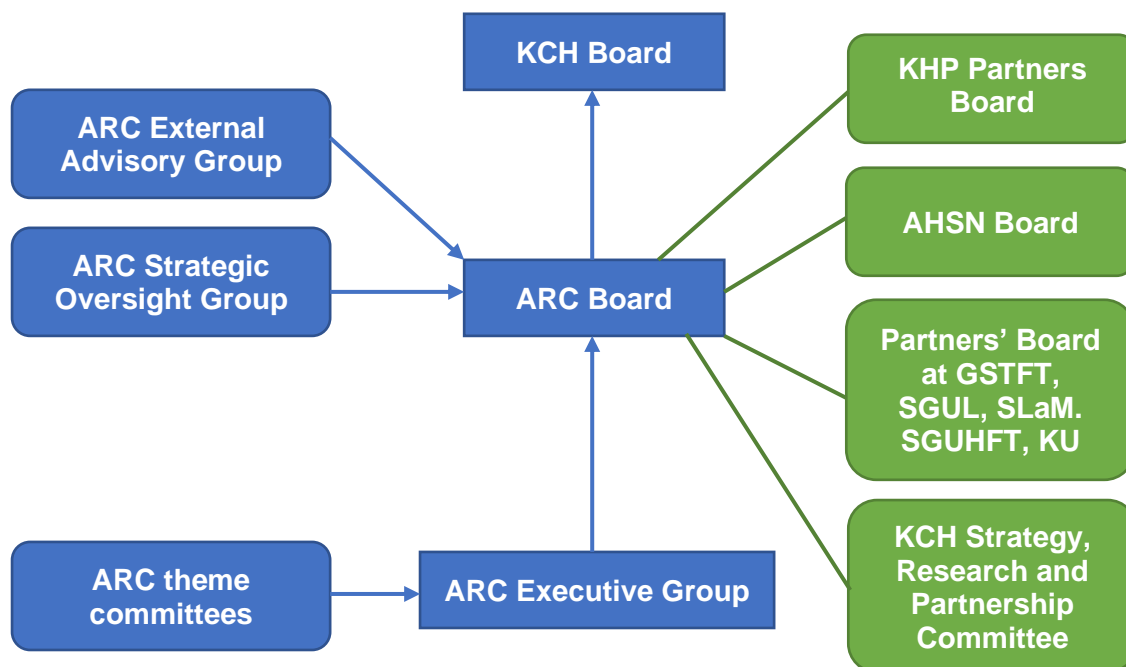 KCH Board
KHP Partners
Board
ARC External
Advisory Group
AHSN Board
ARC Strategic
Oversight Group
ARC Board
Partners’ Board
at GSTFT,
SGUL, SLaM.
SGUHFT, KU
ARC theme
committees
ARC Executive Group
KCH Strategy,
Research and
Partnership
Committee